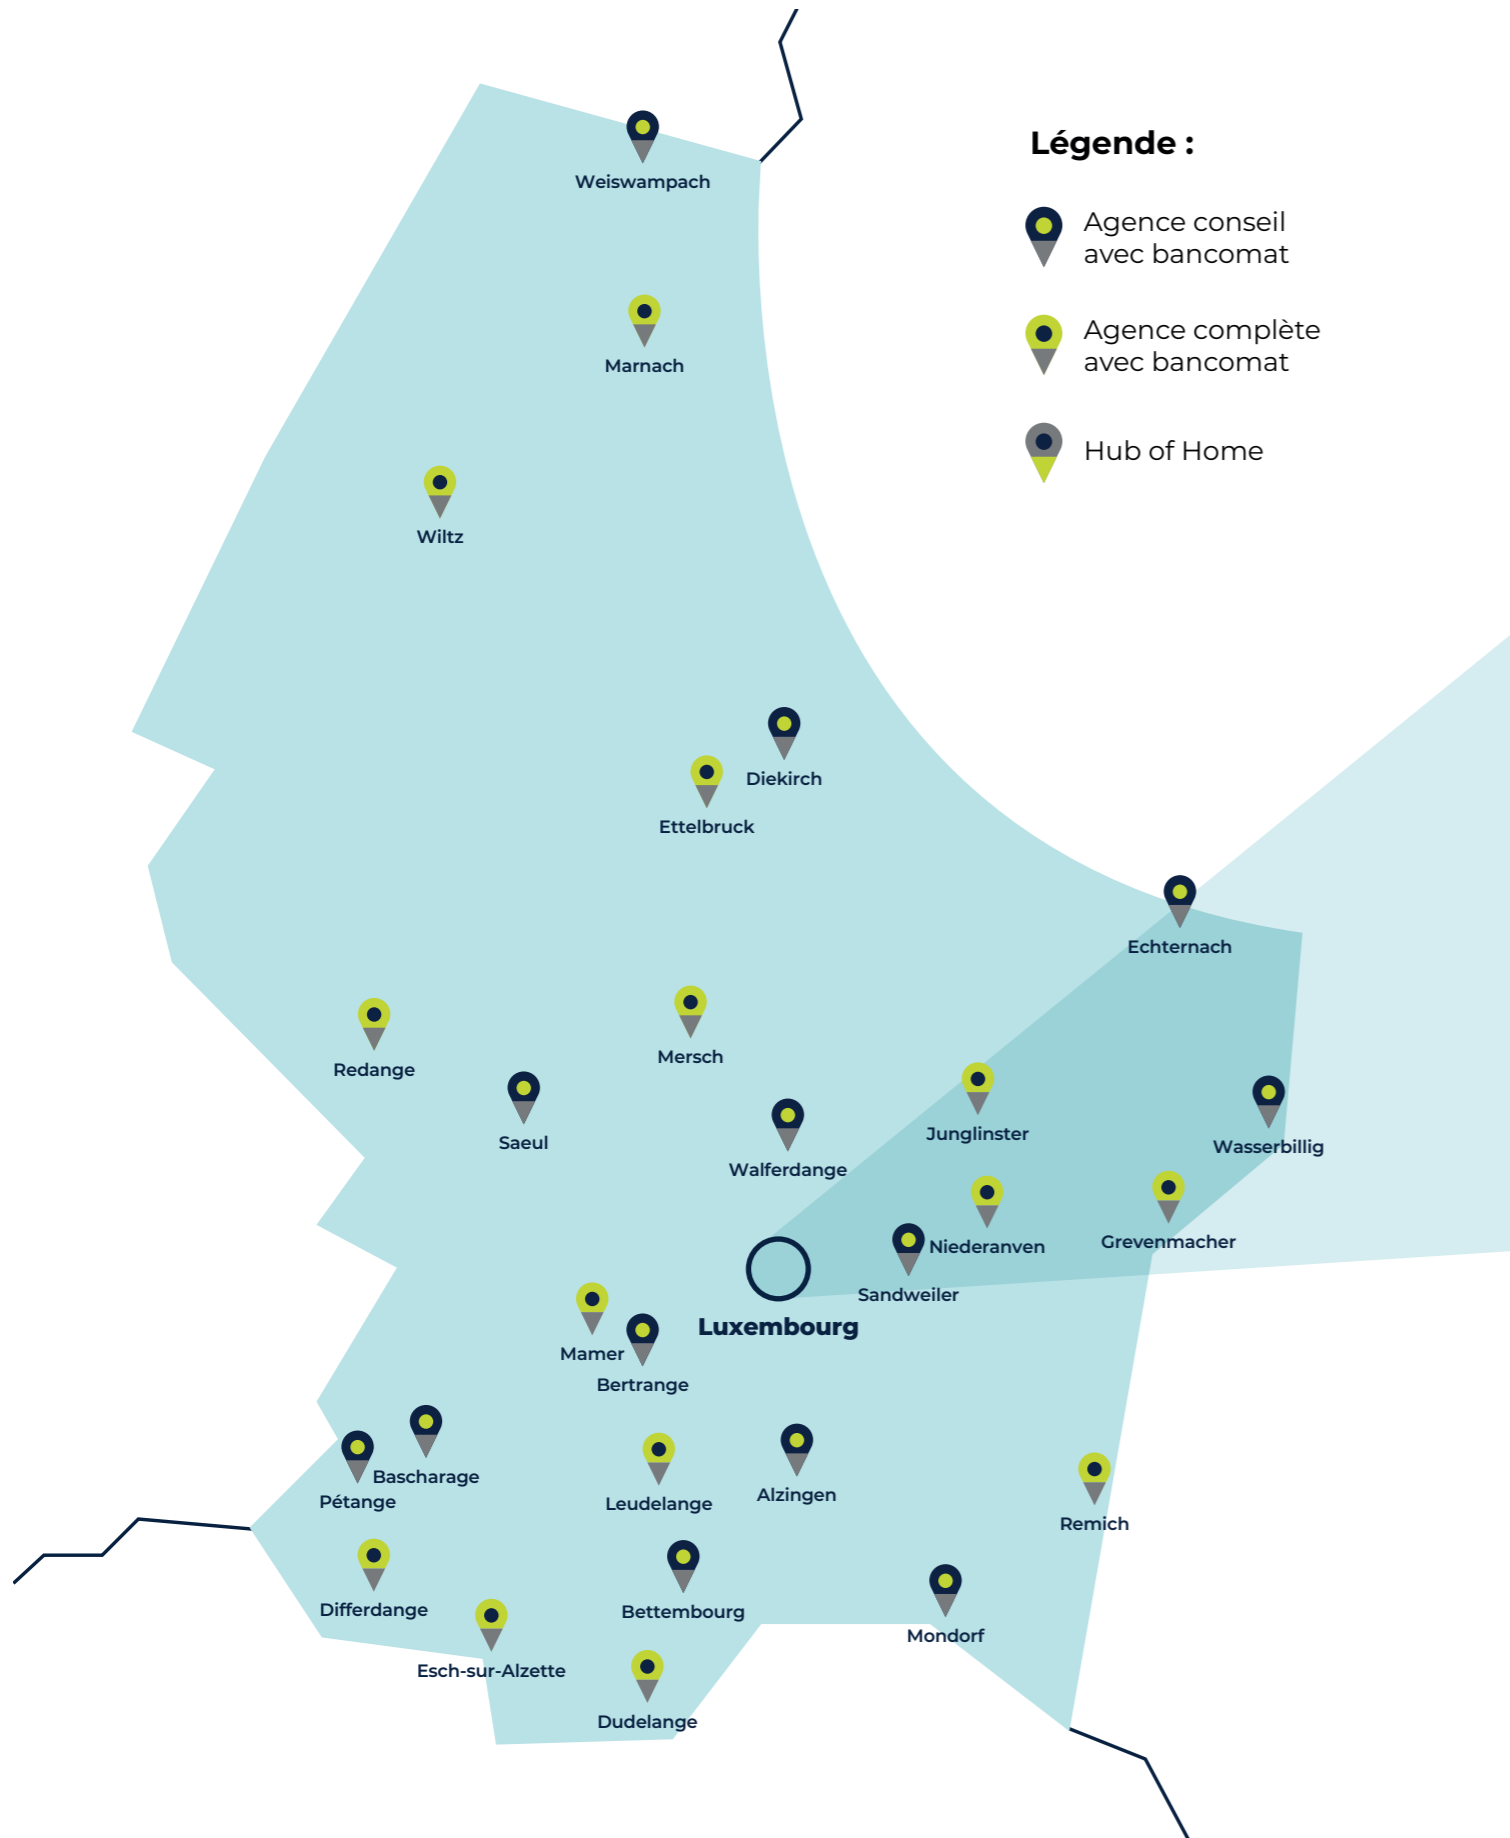 Légende :
Agence conseil
avec bancomat
Agence complète
avec bancomat
Hub of Home
Weiswampach
Marnach
Wiltz
Diekirch
Ettelbruck
Echternach
Redange
Mersch
Saeul
Walferdange
Junglinster
Wasserbillig
Niederanven
Grevenmacher
Sandweiler
Luxembourg
Mamer
Bertrange
Bascharage
Pétange
Leudelange
Alzingen
Remich
Differdange
Bettembourg
Mondorf
Esch-sur-Alzette
Dudelange